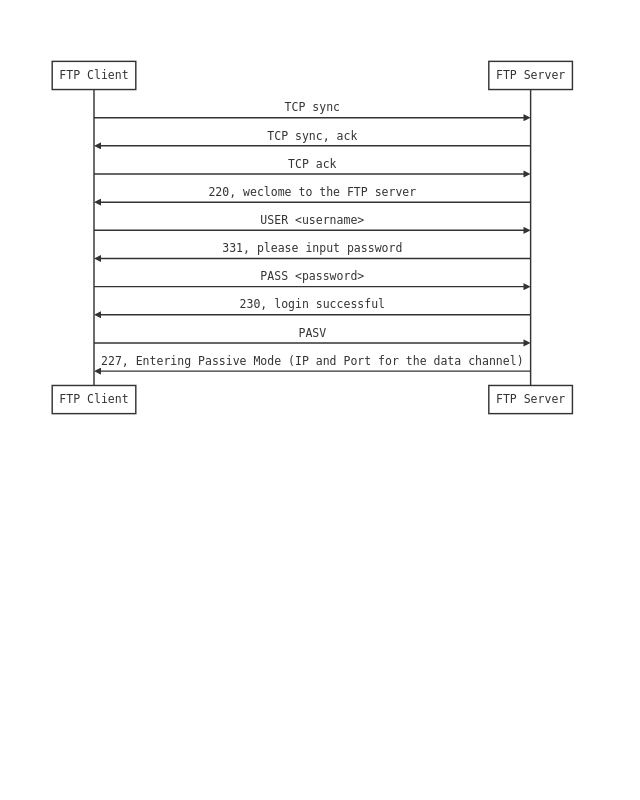 FTP Client
FTP Server
TCP sync
TCP sync, ack
TCP ack
220, weclome to the FTP server
USER <username>
331, please input password
PASS <password>
230, login successful
PASV
227, Entering Passive Mode (IP and Port for the data channel)
FTP Client
FTP Server